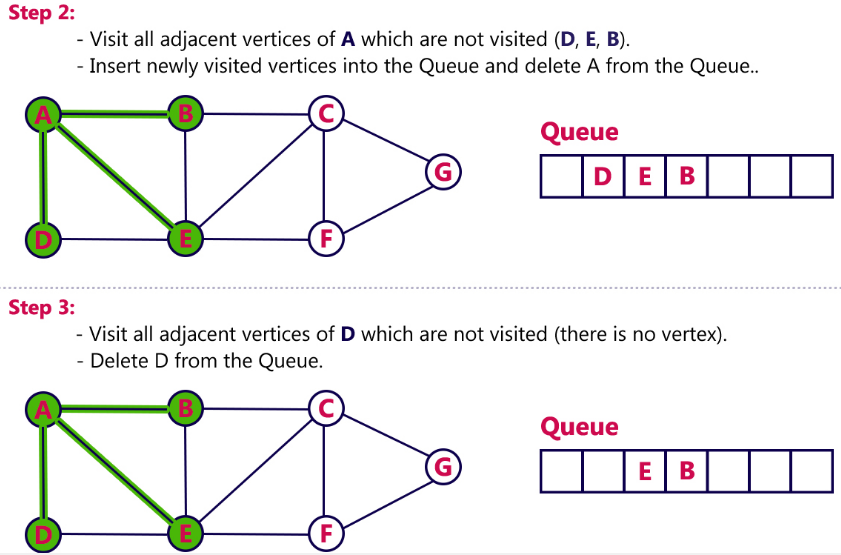 Step 2:
- Visit all adjacent vertices of A which are not visited (D, E, B).
- Insert newly visited vertices into the Queue and delete A from the Queue..
A B C
G
D E F
Queue
D E B
Step 3:
- Visit all adjacent vertices of D which are not visited (there is no vertex).
- Delete D from the Queue.
A B C
G
D E F
Queue
E B